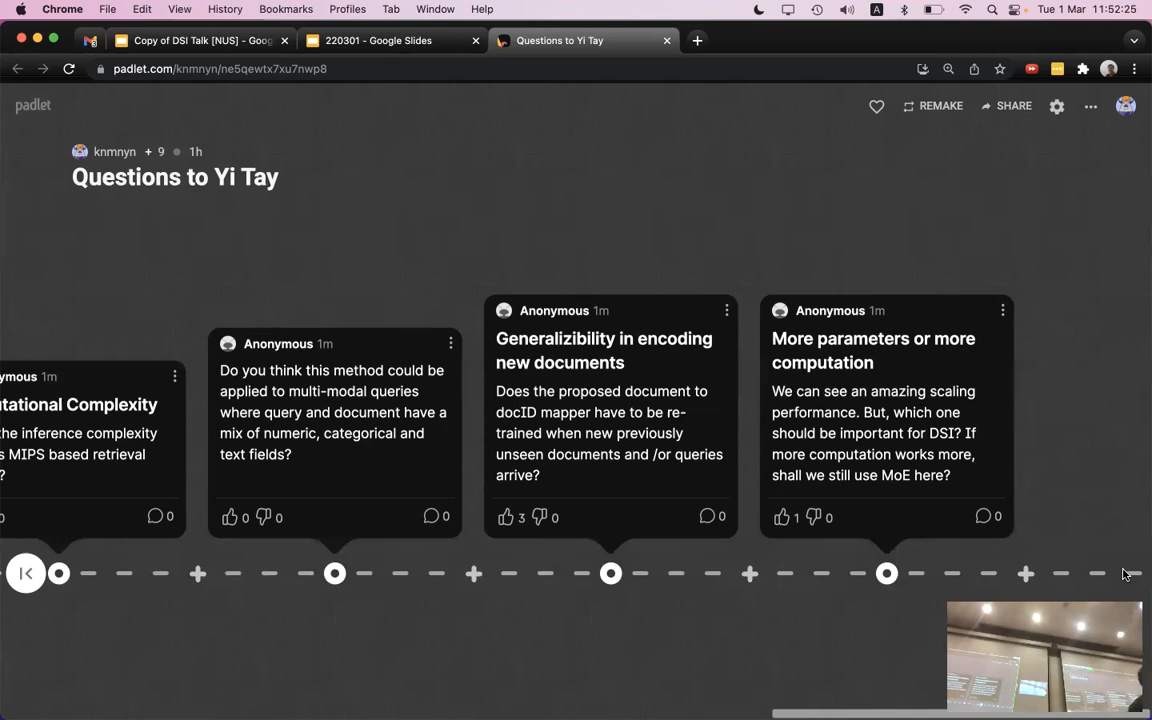 Chrome File Edit View History Bookmarks Profiles Tab Window Help
A
Tue 1 Mar 11:52:25
Copy of DSI Talk [NUS] - Goog
220301 - Google Slides
Questions to Yi Tay
padlet.com/knmnyn/ne5qewtx7xu7nwp8
padlet
REMAKE
SHARE
knmnyn + 9 1h
Questions to Yi Tay
ymous 1m
tational Complexity
the inference complexity
s MIPS based retrieval
?
0
0
Anonymous 1m
Do you think this method could be
applied to multi-modal queries
where query and document have a
mix of numeric, categorical and
text fields?
0 0
0
Anonymous 1m
Generalizibility in encoding
new documents
Does the proposed document to
docID mapper have to be re-
trained when new previously
unseen documents and /or queries
arrive?
3 0
0
Anonymous 1m
More parameters or more
computation
We can see an amazing scaling
performance. But, which one
should be important for DSI? If
more computation works more,
shall we still use MoE here?
1 0
0